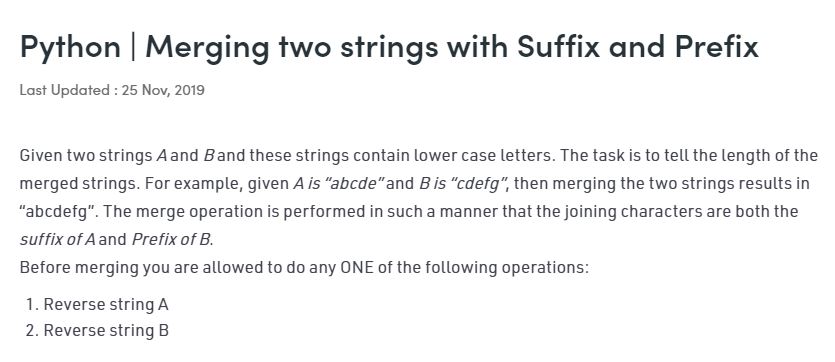 Python | Merging two strings with Suffix and Prefix
Last Updated : 25 Nov, 2019
Given two strings A and B and these strings contain lower case letters. The task is to tell the length of the
merged strings. For example, given A is “abcde” and B is “cdefg”, then merging the two strings results in
“abcdefg”. The merge operation is performed in such a manner that the joining characters are both the
suffix of A and Prefix of B.
Before merging you are allowed to do any ONE of the following operations:
1. Reverse string A
2. Reverse string B